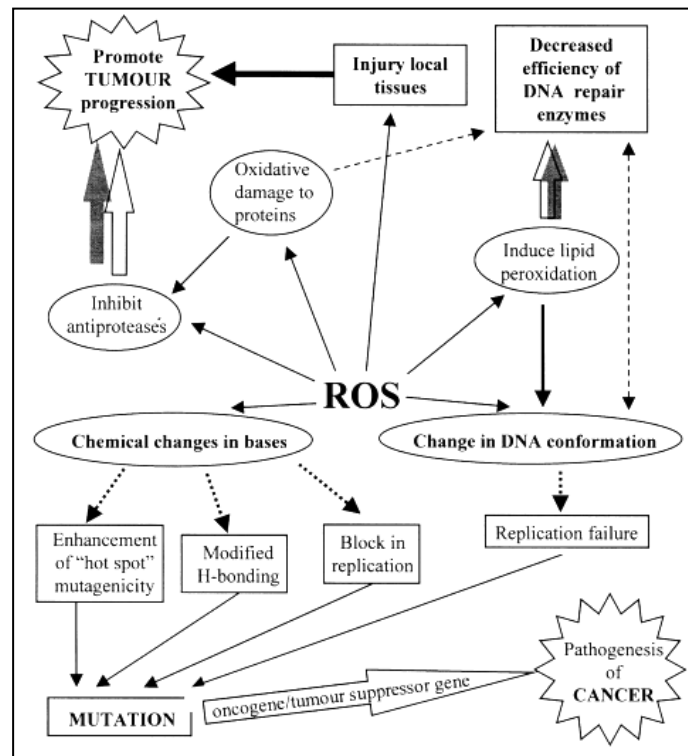 Promote
TUMOUR
progression
Injury local
tissues
Decreased
efficiency of
DNA repair
enzymes
Oxidative
damage to
proteins
Induce lipid
peroxidation
Inhibit
antiproteases
ROS
Chemical changes in bases
Change in DNA conformation
Enhancement
of “hot spot”
mutagenicity
Modified
H-bonding
Block in
replication
Replication failure
MUTATION
oncogene/tumour suppressor gene
Pathogenesis
of
CANCER